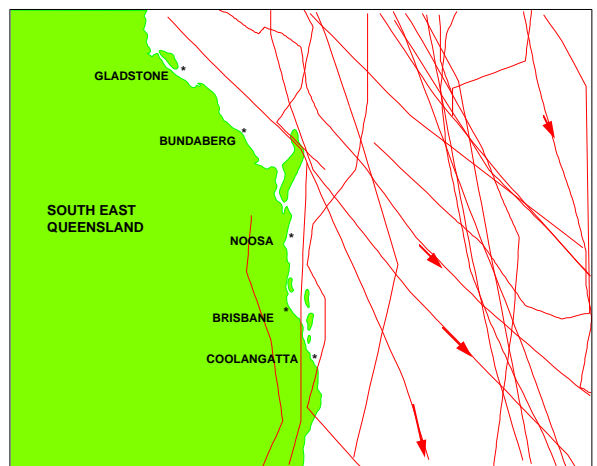 GLADSTONE *
BUNDABERG *
SOUTH EAST
QUEENSLAND
NOOSA *
BRISBANE *
COOLANGATTA *